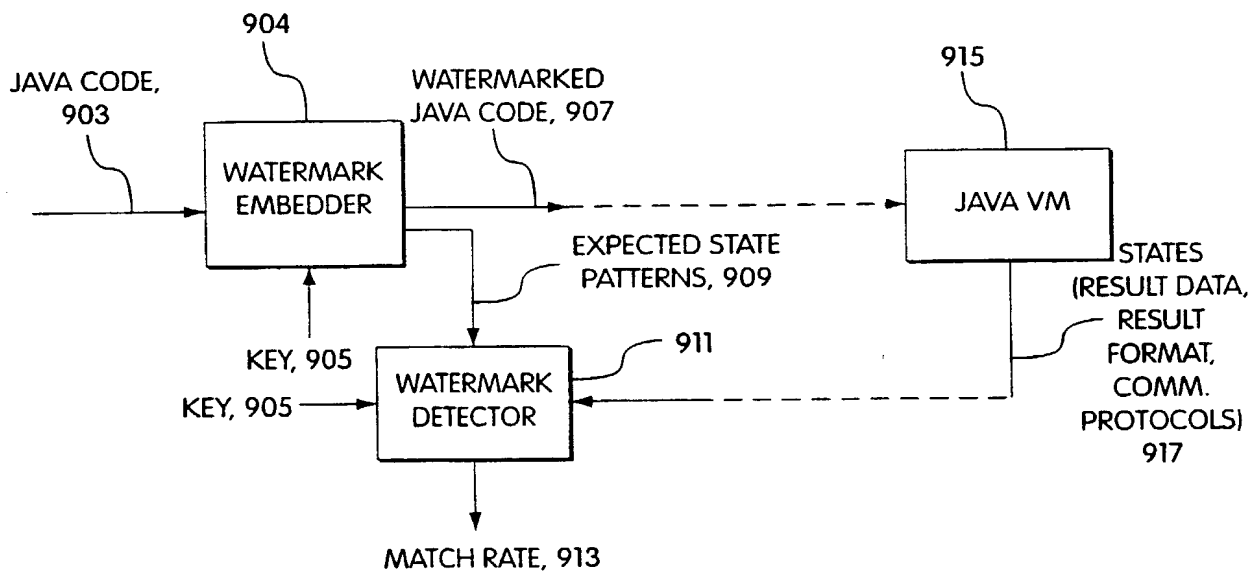 904
JAVA CODE,
903
WATERMARKED
JAVA CODE, 907
915
WATERMARK
EMBEDDER
JAVA VM
EXPECTED STATE
PATTERNS, 909
STATES
(RESULT DATA,
RESULT
FORMAT,
COMM.
PROTOCOLS)
917
KEY, 905
911
KEY, 905
WATERMARK
DETECTOR
MATCH RATE, 913